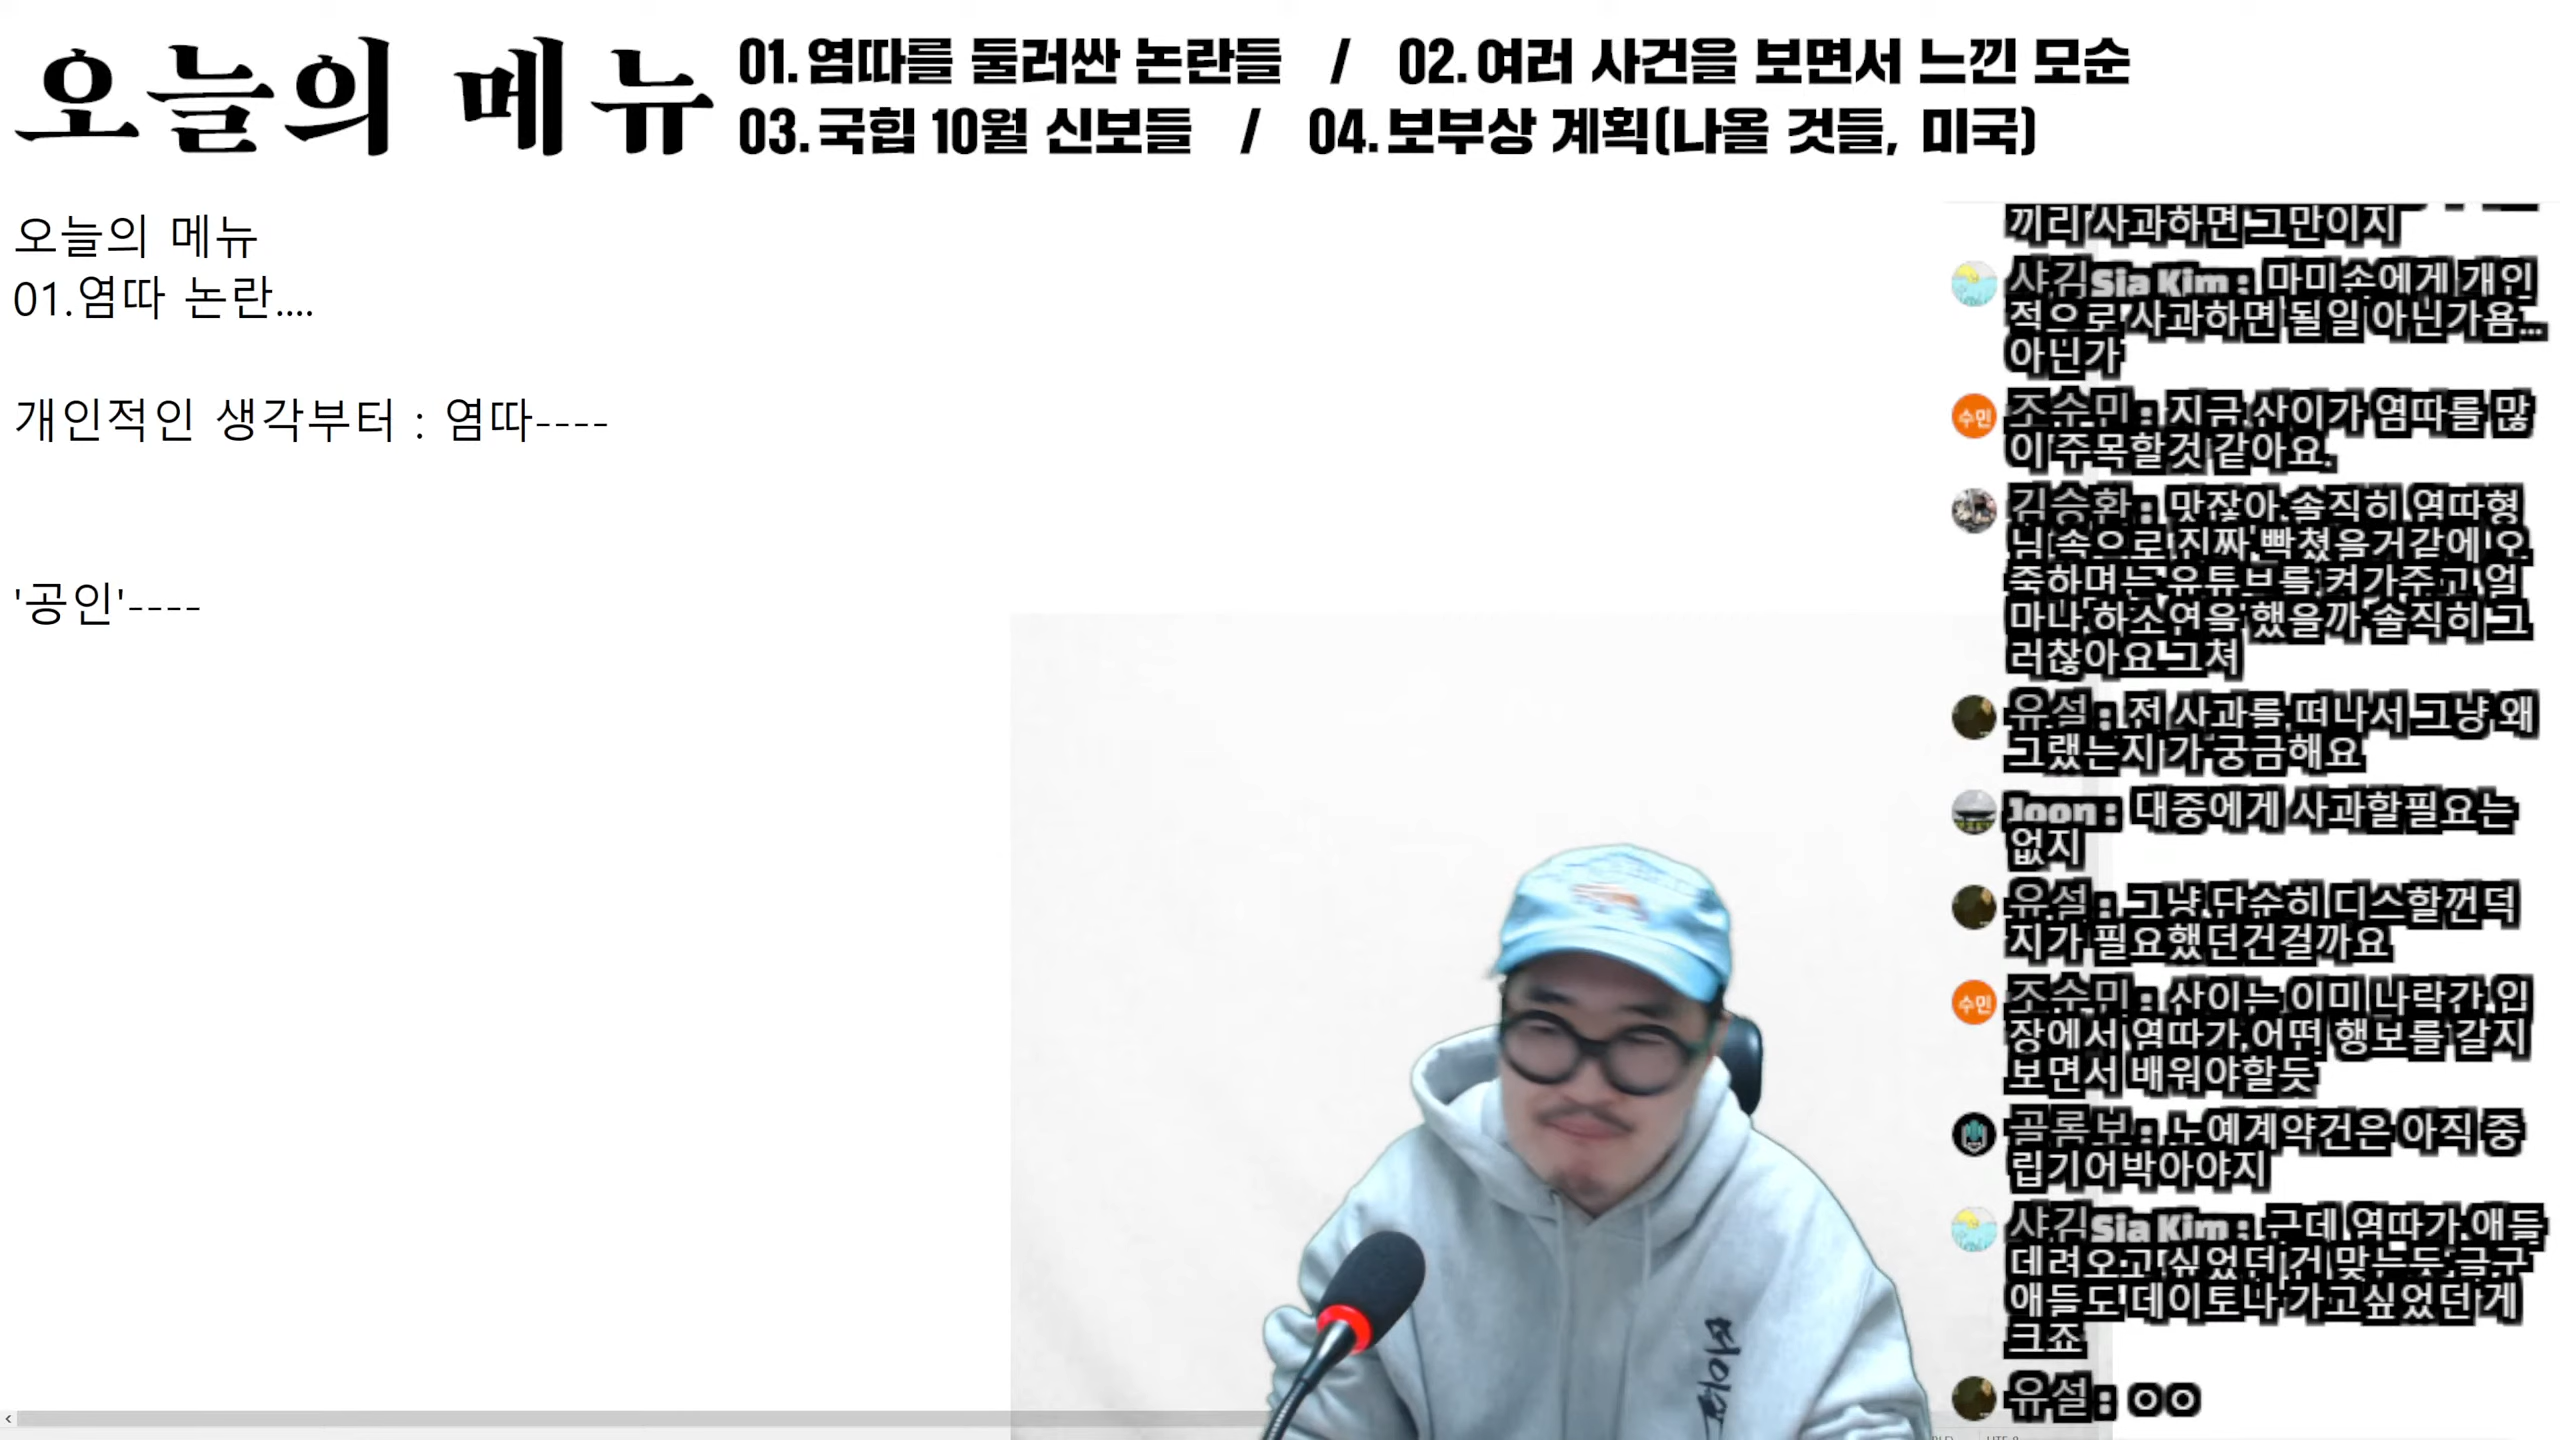 오늘의 메뉴
01.염따를 둘러싼 논란들 / 02.여러 사건을 보면서 느낀 모순
03.국힙 10월 신보들 / 04.보부상 계획(나올 것들, 미국)
오늘의 메뉴
01.염따 논란....
개인적인 생각부터 : 염따----
'공인'----
끼리 사과하면 그만이지
샤김Sia Kim : 마미손에게 개인
적으로 사과하면 될일 아닌가욤...
아닌가
수민
조수민 : 지금 산이가 염따를 많
이 주목할것 같아요.
김승환 : 맞잖아 솔직히 염따형
님 속으로 진짜 빡쳤을거같에 오
죽하며는 유튜브를 켜가주고 얼
마나 하소연을 했을까 솔직히 그
러찮아요 그쳐
유설 : 전 사과를 떠나서 그냥 왜
그랬는지 가 궁금해요
Joon : 대중에게 사과할필요는
없지
유설 : 그냥 단순히 디스할껀덕
지가 필요했던건걸까요
수민
조수민 : 산이는 이미 나락간 입
장에서 염따가 어떤 행보를 갈지
보면서 배워야할듯
골롬보 : 노예계약건은 아직 중
립기어박아야지
샤김Sia Kim : 근데 염따가 애들
데려오고 싶었던 거 맞는듯 글구
애들도 데이토나 가고싶었던 게
크죠
유설 : ㅇㅇ